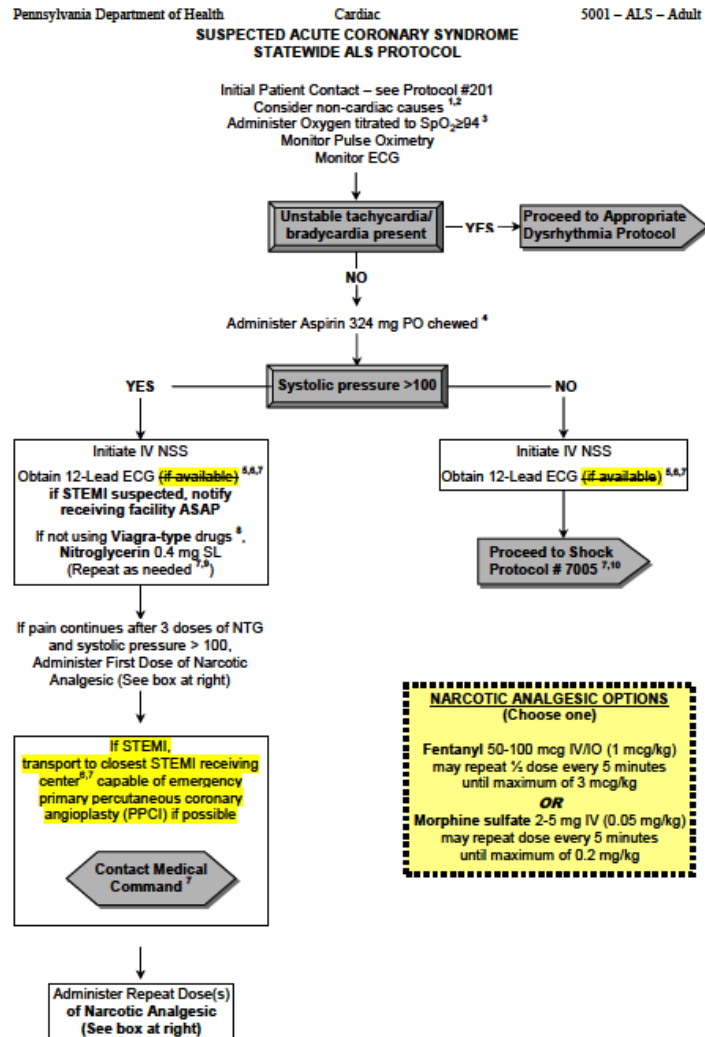 Pennsylvania Department of Health Cardiac 5001 – ALS – Adult
SUSPECTED ACUTE CORONARY SYNDROME
STATEWIDE ALS PROTOCOL
Initial Patient Contact – see Protocol #201
Consider non-cardiac causes 1,2
Administer Oxygen titrated to SpO2≥94 3
Monitor Pulse Oximetry
Monitor ECG
Unstable tachycardia/
bradycardia present
YES
Proceed to Appropriate
Dysrhythmia Protocol
NO
Administer Aspirin 324 mg PO chewed 4
Systolic pressure >100
YES
NO
Initiate IV NSS
Obtain 12-Lead ECG (if available) 5,6,7
if STEMI suspected, notify
receiving facility ASAP
If not using Viagra-type drugs 8,
Nitroglycerin 0.4 mg SL
(Repeat as needed 7,9)
Initiate IV NSS
Obtain 12-Lead ECG (if available) 5,6,7
Proceed to Shock
Protocol # 7005 7,10
If pain continues after 3 doses of NTG
and systolic pressure > 100,
Administer First Dose of Narcotic
Analgesic (See box at right)
If STEMI,
transport to closest STEMI receiving
center6,7 capable of emergency
primary percutaneous coronary
angioplasty (PPCI) if possible
Contact Medical
Command 7
NARCOTIC ANALGESIC OPTIONS
(Choose one)
Fentanyl 50-100 mcg IV/IO (1 mcg/kg)
may repeat ½ dose every 5 minutes
until maximum of 3 mcg/kg
OR
Morphine sulfate 2-5 mg IV (0.05 mg/kg)
may repeat dose every 5 minutes
until maximum of 0.2 mg/kg
Administer Repeat Dose(s)
of Narcotic Analgesic
(See box at right)